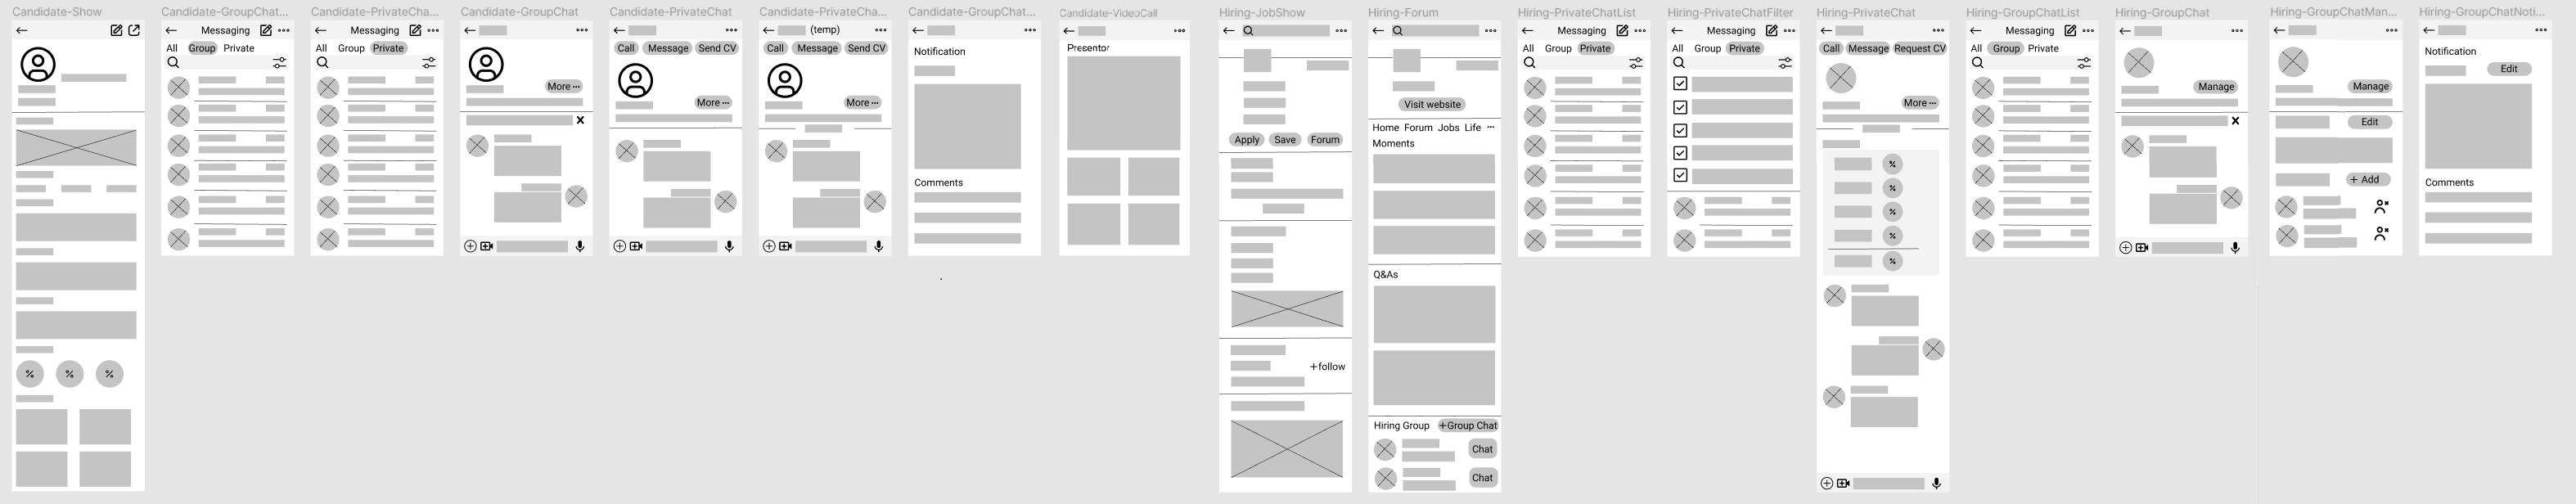 Candidate-Show
Candidate-GroupChat...
Candidate-PrivateCha...
Candidate-GroupChat
Candidate-PrivateChat
Candidate-PrivateCha...
Candidate-GroupChat...
Candidate-VideoCall
Hiring-JobShow
Hiring-Forum
Hiring-PrivateChatList
Hiring-PrivateChatFilter
Hiring-PrivateChat
Hiring-GroupChatList
Hiring-GroupChat
Hiring-GroupChatMan...
Hiring-GroupChatNoti...
%
%
%
Messaging
All Group Private
Messaging
All Group Private
More
Call Message Send CV
More
(temp)
Call Message Send CV
More
Notification
Comments
Precentor
Apply Save Forum
+follow
Visit website
Home Forum Jobs Life
Moments
Q&As
Hiring Group +Group Chat
Chat
Chat
Messaging
All Group Private
Messaging
All Group Private
Call Message Request CV
More
%
%
%
%
%
Messaging
All Group Private
Manage
Manage
Edit
+ Add
Notification
Edit
Comments